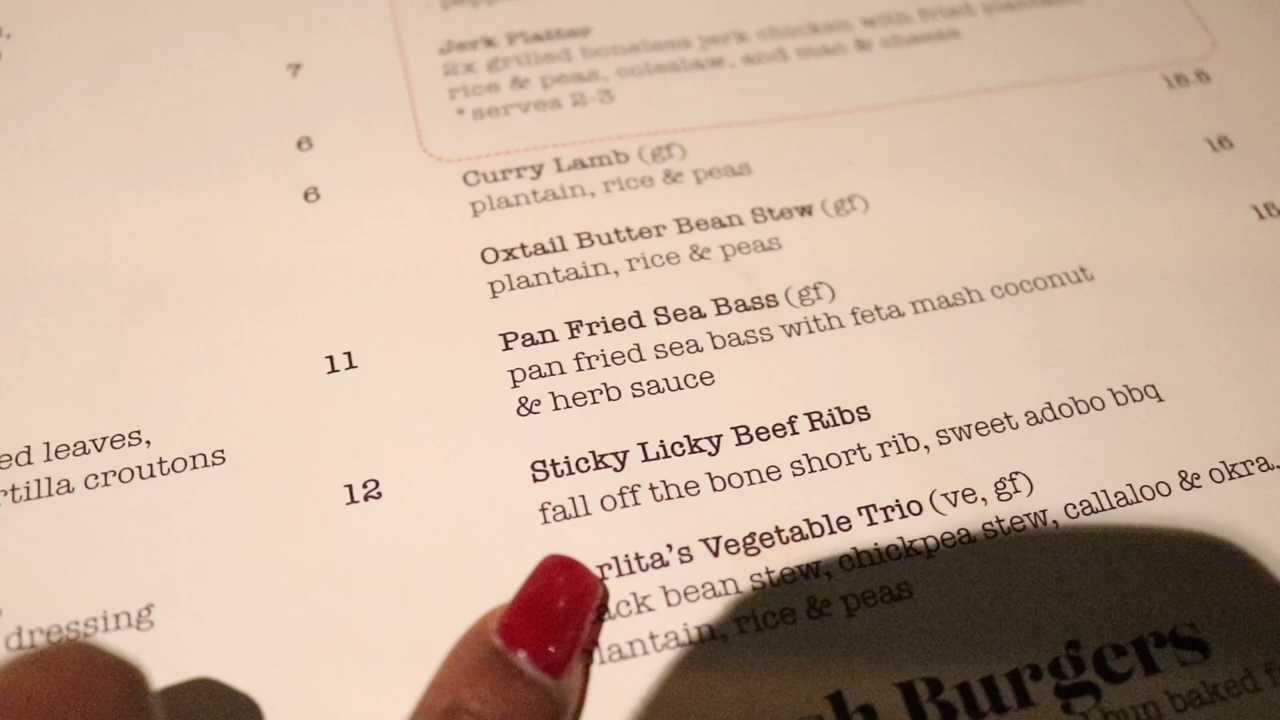 7
6
6
11
ed leaves,
rtilla croutons
12
dressing
Jerk Platter
2x grilled boneless jerk chicken with fried plantain,
rice & peas, coleslaw, and mac & cheese
*serves 2-3
Curry Lamb (gf)
plantain, rice & peas
Oxtail Butter Bean Stew (gf)
plantain, rice & peas
16
Pan Fried Sea Bass (gf)
pan fried sea bass with feta mash coconut
& herb sauce
Sticky Licky Beef Ribs
fall off the bone short rib, sweet adobo bbq
rlita's Vegetable Trio (ve, gf)
ack bean stew, chickpea stew, callaloo & okra.
lantain, rice & peas
Burgers
bun baked